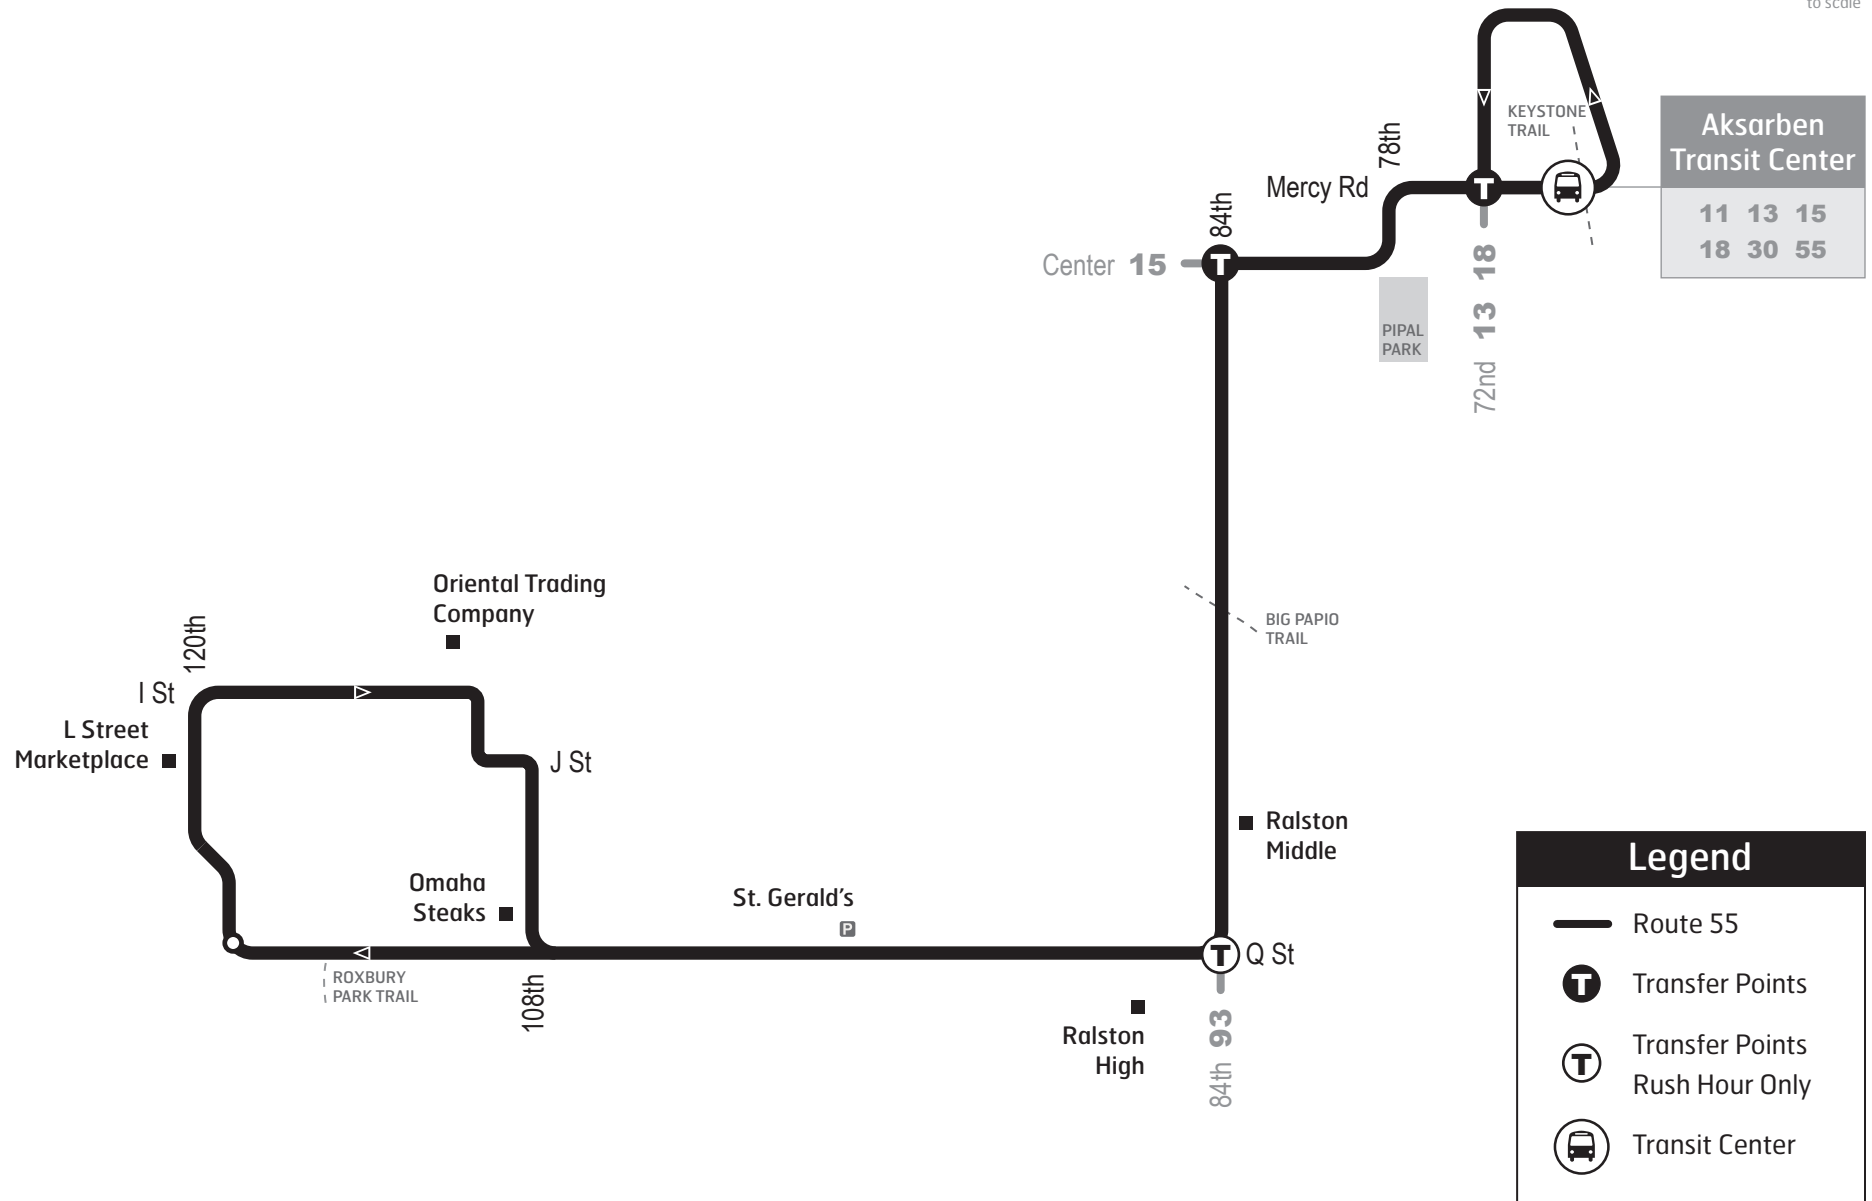 to scale
KEYSTONE
TRAIL
Aksarben
Transit Center
11 13 15
18 30 55
78th
Mercy Rd
84th
Center 15
T
T
PIPAL
PARK
72nd 13 18
Oriental Trading
Company
120th
I St
L Street
Marketplace
J St
BIG PAPIO
TRAIL
Ralston
Middle
Omaha
Steaks
St. Gerald's
P
T
Q St
ROXBURY
PARK TRAIL
108th
Ralston
High
84th 93
Legend
Route 55
T
Transfer Points
T
Transfer Points
Rush Hour Only
Transit Center